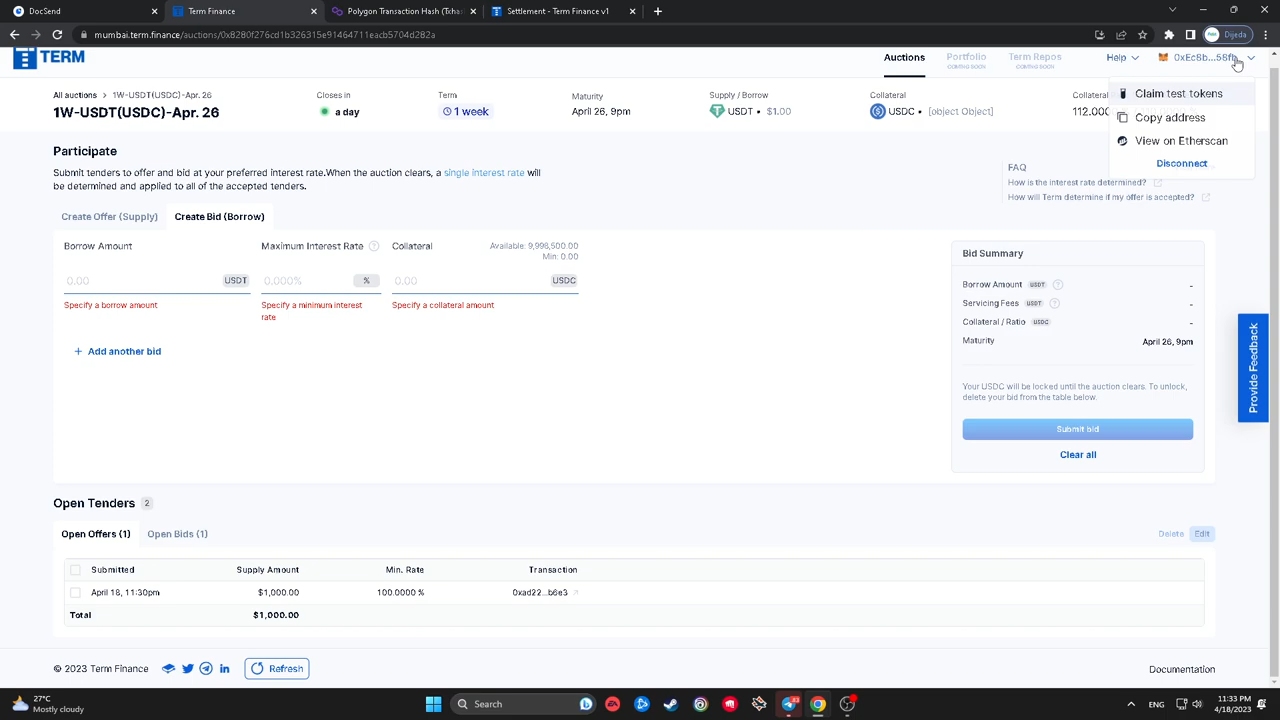 DocSend
Term Finance
Polygon Transaction Hash (Txhas
Settlement - Term Finance v1
mumbai.term.finance/auctions/0x8280f276cd1b326315e91464711eacb5704d282a
Dijeda
TERM
Auctions
Portfolio
COMING SOON
Term Repos
COMING SOON
Help
0xEc8b...58fb
Claim test tokens
Copy address
View on Etherscan
Disconnect
All auctions > 1W-USDT(USDC)-Apr. 26
1W-USDT(USDC)-Apr. 26
Closes in
a day
Term
1 week
Maturity
April 26, 9pm
Supply / Borrow
USDT • $1.00
Collateral
USDC • [object Object]
Collateral
112.000
Participate
Submit tenders to offer and bid at your preferred interest rate.When the auction clears, a single interest rate will
be determined and applied to all of the accepted tenders.
FAQ
How is the interest rate determined?
How will Term determine if my offer is accepted?
Create Offer (Supply)
Create Bid (Borrow)
Borrow Amount
Maximum Interest Rate
Collateral
Available: 9,996,500.00
Min: 0.00
0.00
USDT
0.000%
%
0.00
USDC
Specify a borrow amount
Specify a minimum interest
rate
Specify a collateral amount
+ Add another bid
Bid Summary
Borrow Amount USDT -
Servicing Fees USDT -
Collateral / Ratio USDC -
Maturity April 26, 9pm
Your USDC will be locked until the auction clears. To unlock,
delete your bid from the table below.
Submit bid
Clear all
Provide Feedback
Open Tenders 2
Open Offers (1)
Open Bids (1)
Delete
Edit
Submitted Supply Amount Min. Rate Transaction
April 18, 11:30pm $1,000.00 100.0000 % 0xad22...b6e3
Total $1,000.00
© 2023 Term Finance
Refresh
Documentation
27°C
Mostly cloudy
Search
ENG
11:33 PM
4/18/2023